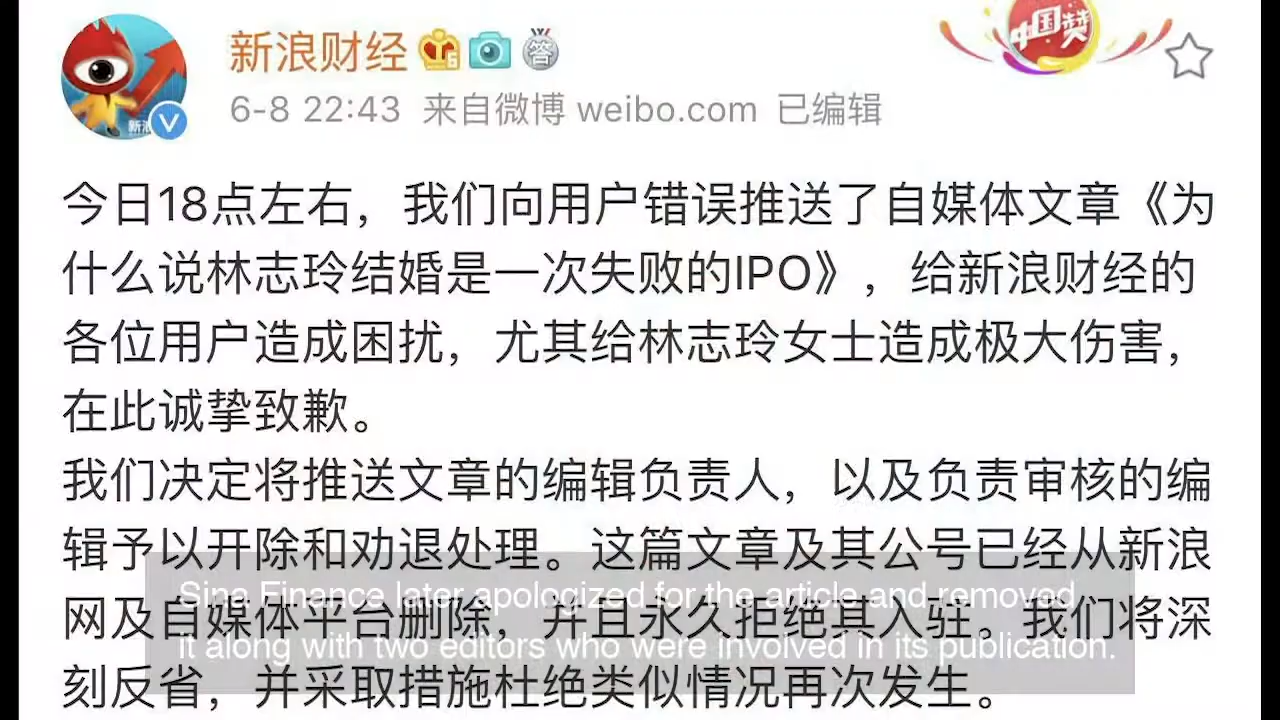 新浪财经
6-8 22:43 来自微博 weibo.com 已编辑
中国赞
今日18点左右，我们向用户错误推送了自媒体文章《为
什么说林志玲结婚是一次失败的IPO》，给新浪财经的
各位用户造成困扰，尤其给林志玲女士造成极大伤害，
在此诚挚致歉。
我们决定将推送文章的编辑负责人，以及负责审核的编
辑予以开除和劝退处理。这篇文章及其公号已经从新浪
网及自媒体平台删除，并且永久拒绝其入驻。我们将深
刻反省，并采取措施杜绝类似情况再次发生。
Sina Finance later apologized for the article and removed
it along with two editors who were involved in its publication.